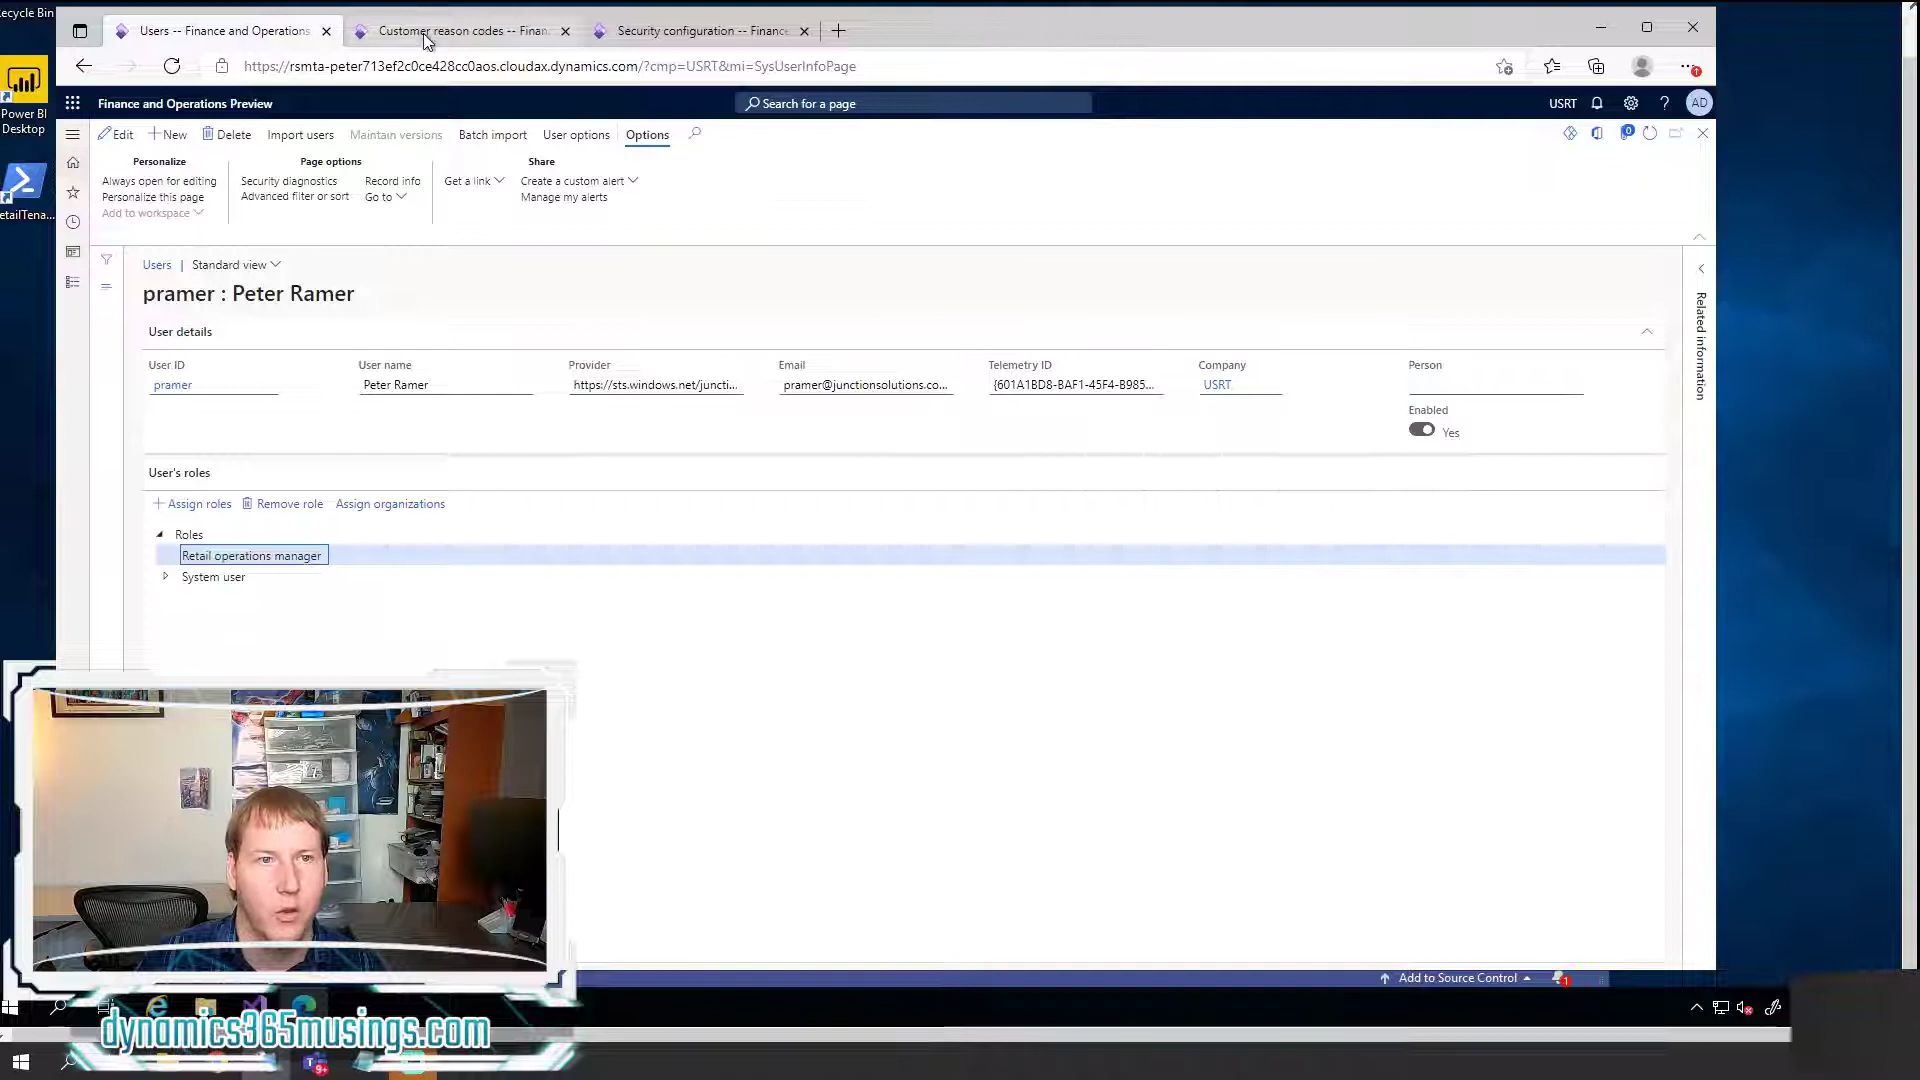 Recycle Bin
Users -- Finance and Operations
Customer reason codes -- Finan
Security configuration -- Finance
https://rsmta-peter713ef2c0ce428cc0aos.cloudax.dynamics.com/?cmp=USRT&mi=SysUserInfoPage
Power BI
Desktop
Finance and Operations Preview
Search for a page
USRT
AD
Edit
New
Delete
Import users
Maintain versions
Batch import
User options
Options
0
Personalize
Page options
Share
Always open for editing
Security diagnostics
Record info
Get a link
Create a custom alert
Personalize this page
Advanced filter or sort
Go to
Manage my alerts
Add to workspace
etailTena...
Users | Standard view
pramer : Peter Ramer
Related information
User details
User ID
User name
Provider
Email
Telemetry ID
Company
Person
pramer
Peter Ramer
https://sts.windows.net/juncti...
pramer@junctionsolutions.co...
{601A1BD8-BAF1-45F4-B985...
USRT
Enabled
Yes
User's roles
Assign roles
Remove role
Assign organizations
Roles
Retail operations manager
System user
Add to Source Control
1
dynamics365musings.com
9+